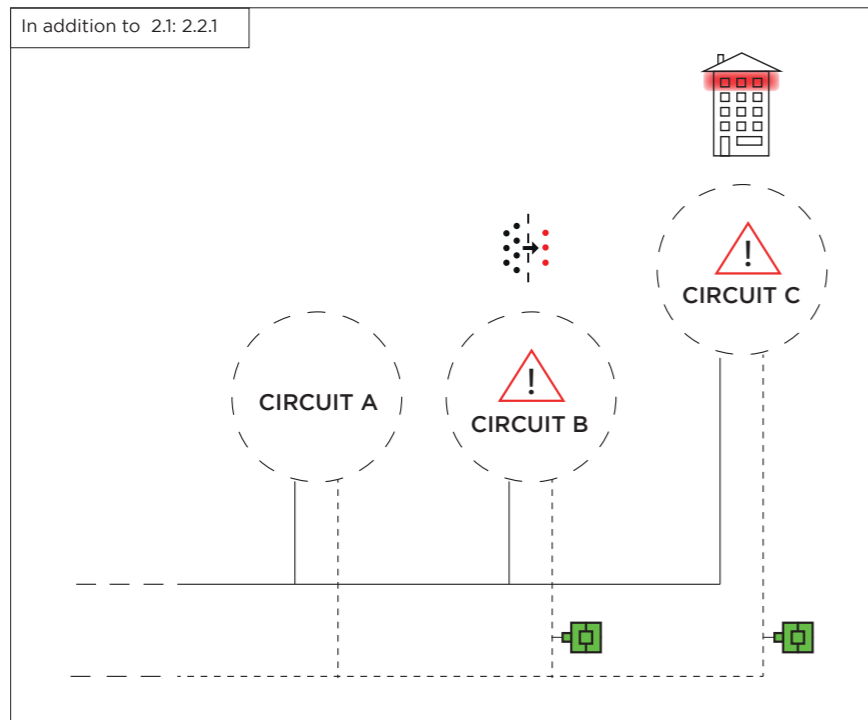 In addition to 2.1: 2.2.1
!
CIRCUIT C
CIRCUIT A
!
CIRCUIT B